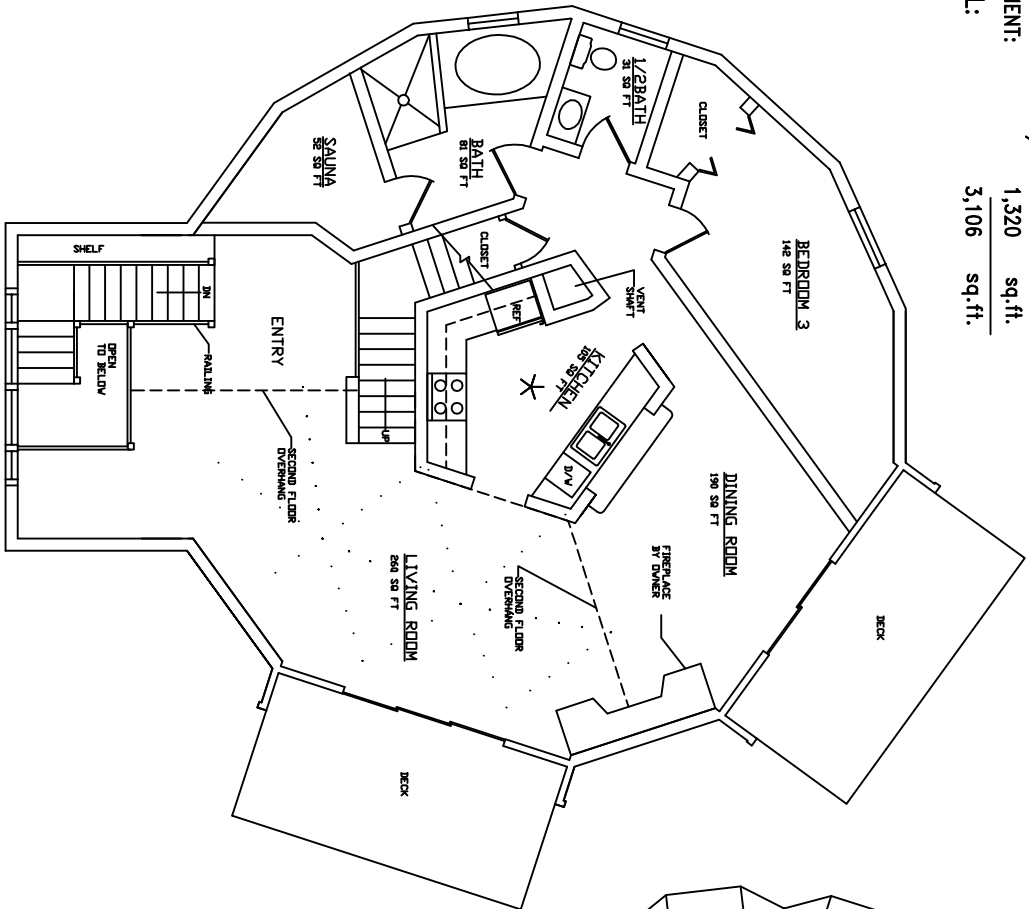 MENT: 1,320 sq.ft.
L: 3,106 sq.ft.
1/2BATH
31 SQ FT
CLOSET
BATH
81 SQ FT
SAUNA
52 SQ FT
BEDROOM 3
142 SQ FT
CLOSET
VENT
SHAFT
REF
KITCHEN
105 SQ FT
D/W
SHELF
DN
RAILING
OPEN
TO BELOW
ENTRY
UP
SECOND FLOOR
OVERHANG
DINING ROOM
190 SQ FT
FIREPLACE
BY OWNER
SECOND FLOOR
OVERHANG
LIVING ROOM
260 SQ FT
DECK
DECK